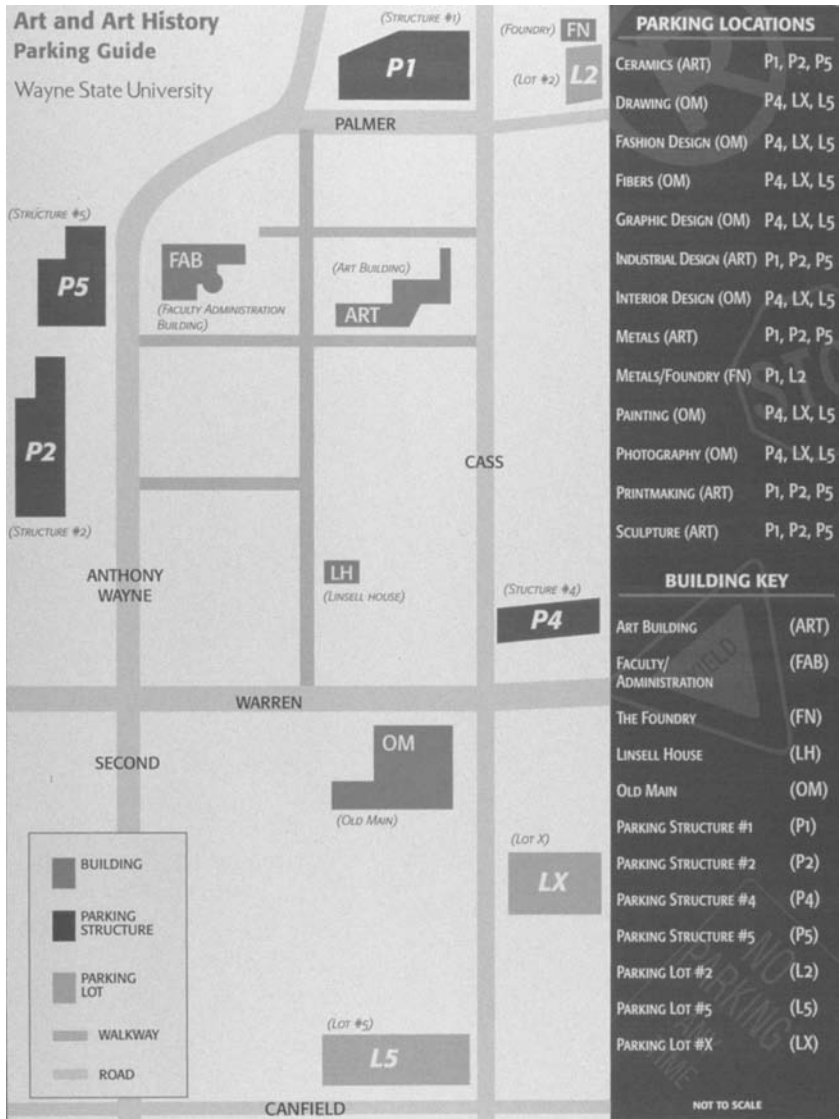 Art and Art History
Parking Guide
Wayne State University
(Structure #1)
P1
(Foundry) FN
(Lot #2) L2
PALMER
(Structure #5)
P5
FAB
(Faculty Administration
Building)
(Art Building)
ART
P2
(Structure #2)
CASS
ANTHONY
WAYNE
LH
(Linsell House)
(Stucture #4)
P4
WARREN
SECOND
OM
(Old Main)
(Lot X)
LX
(Lot #5)
L5
CANFIELD
BUILDING
PARKING
STRUCTURE
PARKING
LOT
WALKWAY
ROAD
PARKING LOCATIONS
Ceramics (ART) P1, P2, P5
Drawing (OM) P4, LX, L5
Fashion Design (OM) P4, LX, L5
Fibers (OM) P4, LX, L5
Graphic Design (OM) P4, LX, L5
Industrial Design (ART) P1, P2, P5
Interior Design (OM) P4, LX, L5
Metals (ART) P1, P2, P5
Metals/Foundry (FN) P1, L2
Painting (OM) P4, LX, L5
Photography (OM) P4, LX, L5
Printmaking (ART) P1, P2, P5
Sculpture (ART) P1, P2, P5
BUILDING KEY
Art Building (ART)
Faculty/
Administration (FAB)
The Foundry (FN)
Linsell House (LH)
Old Main (OM)
Parking Structure #1 (P1)
Parking Structure #2 (P2)
Parking Structure #4 (P4)
Parking Structure #5 (P5)
Parking Lot #2 (L2)
Parking Lot #5 (L5)
Parking Lot #X (LX)
NOT TO SCALE
R
STO
YIELD
NO
PARKING
ANY
TIME